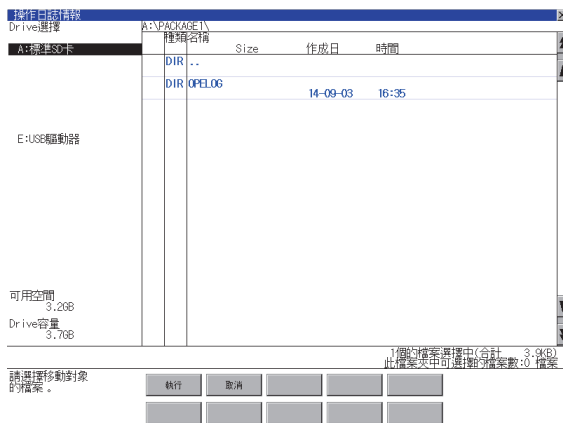 操作日誌情報
Drive選擇
A:\PACKAGE1\
種類 名稱 Size 作成日 時間
A:標準SD卡
DIR ..
DIR OPELOG 14-09-03 16:35
E:USB驅動器
可用空間
3.2GB
Drive容量
3.7GB
1個的檔案選擇中(合計 3.9KB)
此檔案夾中可選擇的檔案數:0 檔案
請選擇移動對象
的檔案。
執行 取消